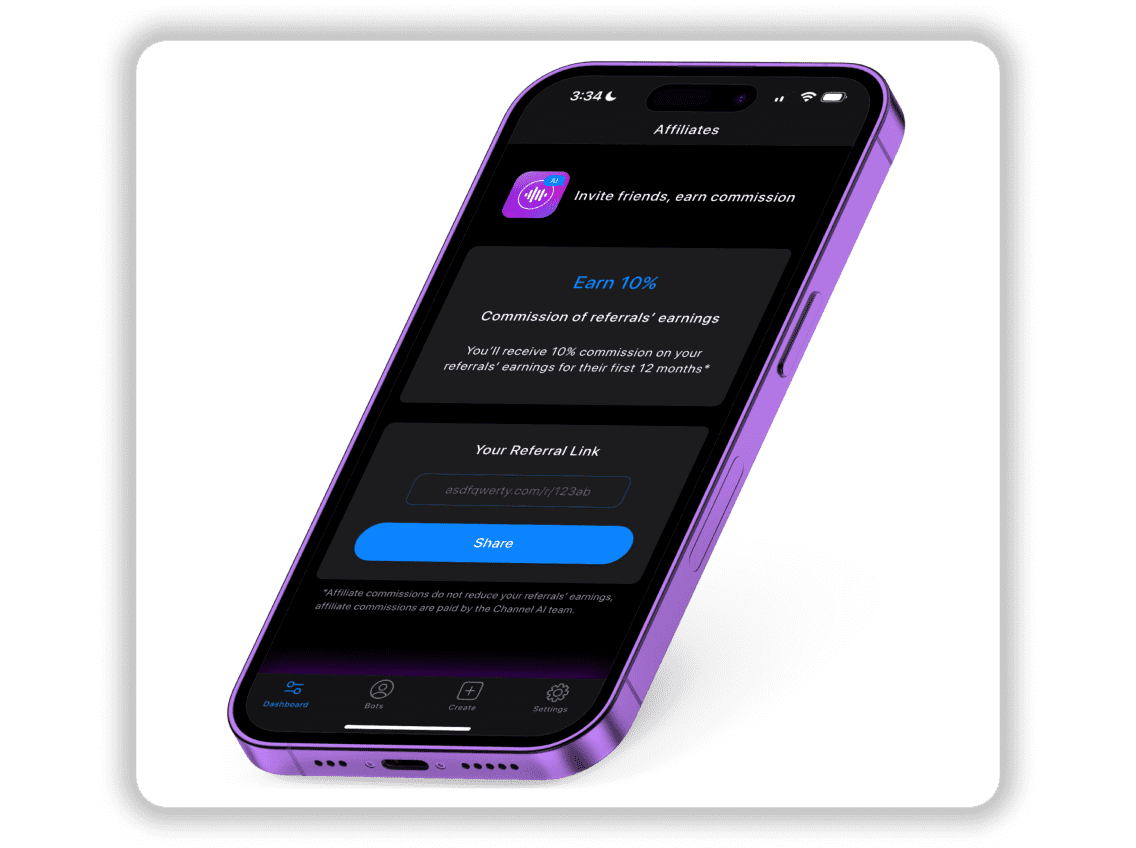 3:34
Affiliates
AI
Invite friends, earn commission
Earn 10%
Commission of referrals’ earnings
You’ll receive 10% commission on your
referrals’ earnings for their first 12 months*
Your Referral Link
asdfqwerty.com/r/123ab
Share
*Affiliate commissions do not reduce your referrals’ earnings,
affiliate commissions are paid by the Channel AI team.
Dashboard
Bots
Create
Settings